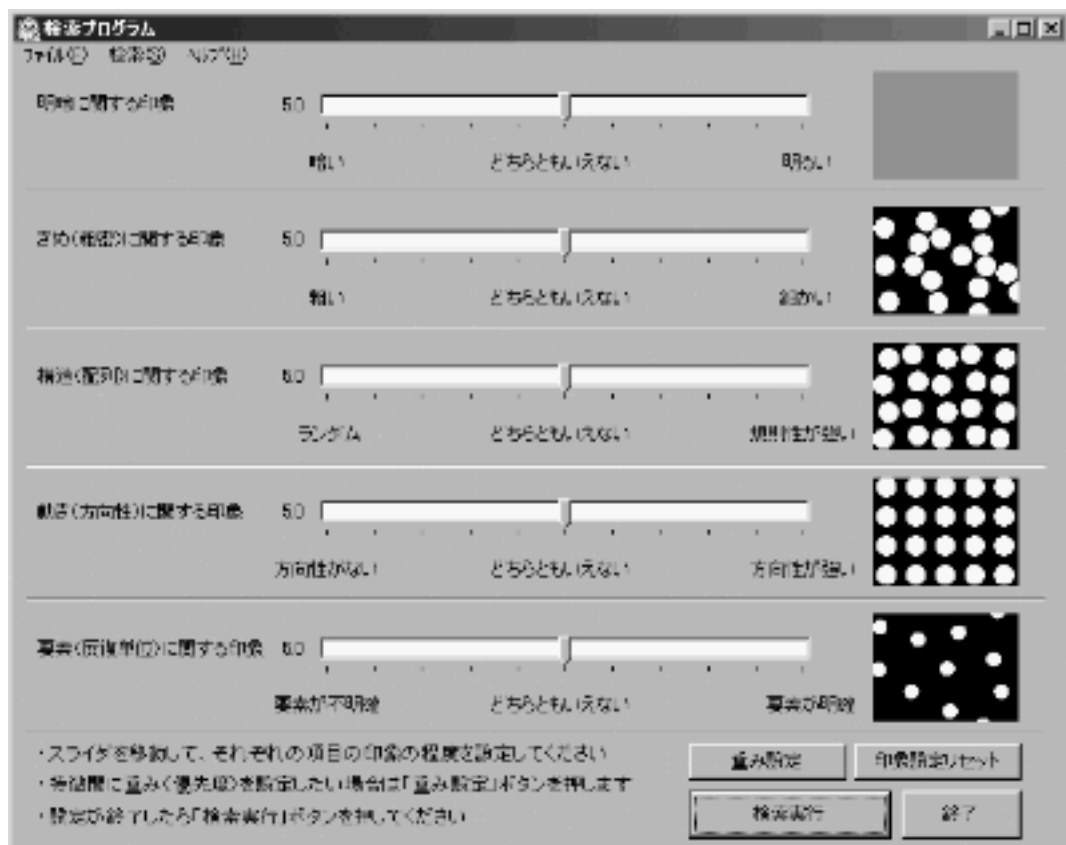 検索プログラム
ファイル(F) 検索(S) ヘルプ(H)
明暗に関する印象 5.0
暗い どちらともいえない 明るい
きめ(粗密)に関する印象 5.0
粗い どちらともいえない 細かい
構造(配列)に関する印象 5.0
ランダム どちらともいえない 規則性が強い
動き(方向性)に関する印象 5.0
方向性がない どちらともいえない 方向性が強い
要素(反復単位)に関する印象 5.0
要素が不明確 どちらともいえない 要素が明確
・スライダを移動して、それぞれの項目の印象の程度を設定してください
・特徴間に重み(優先度)を設定したい場合は「重み設定」ボタンを押します
・設定が終了したら「検索実行」ボタンを押してください
重み設定 印象設定リセット
検索実行 終了